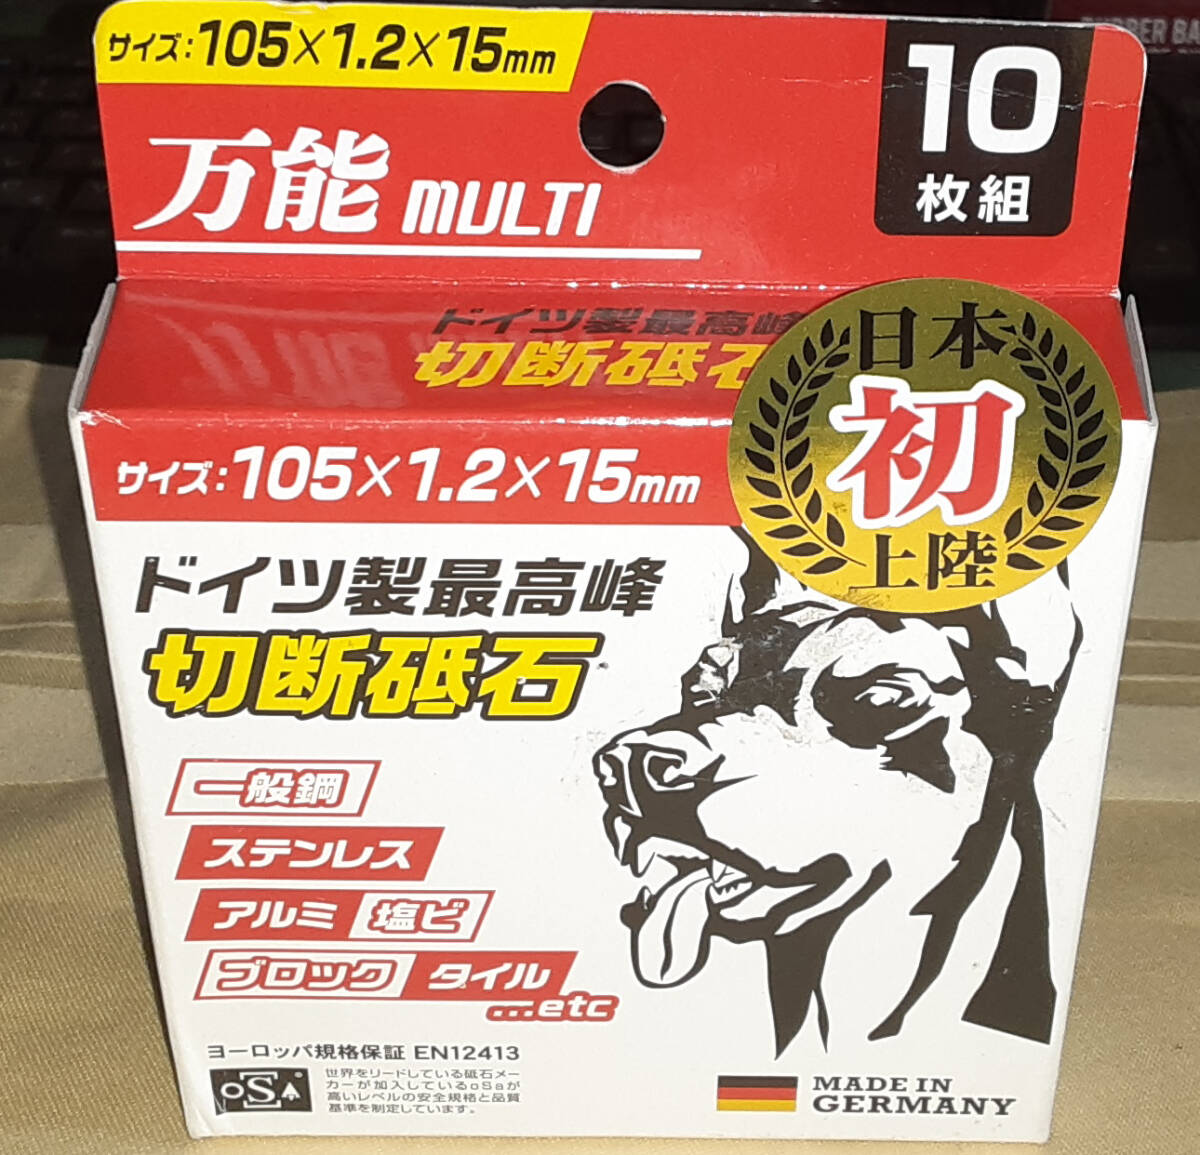 サイズ:105×1.2×15mm
10
枚組
万能 MULTI
ドイツ製最高峰
切断砥石
日本
初
上陸
サイズ:105×1.2×15mm
ドイツ製最高峰
切断砥石
一般鋼
ステンレス
アルミ 塩ビ
ブロック タイル
...etc
ヨーロッパ規格保証 EN12413
oSa
世界をリードしている砥石メー
カーが加入しているoSaが
高いレベルの安全規格と品質
基準を制定しています。
MADE IN
GERMANY